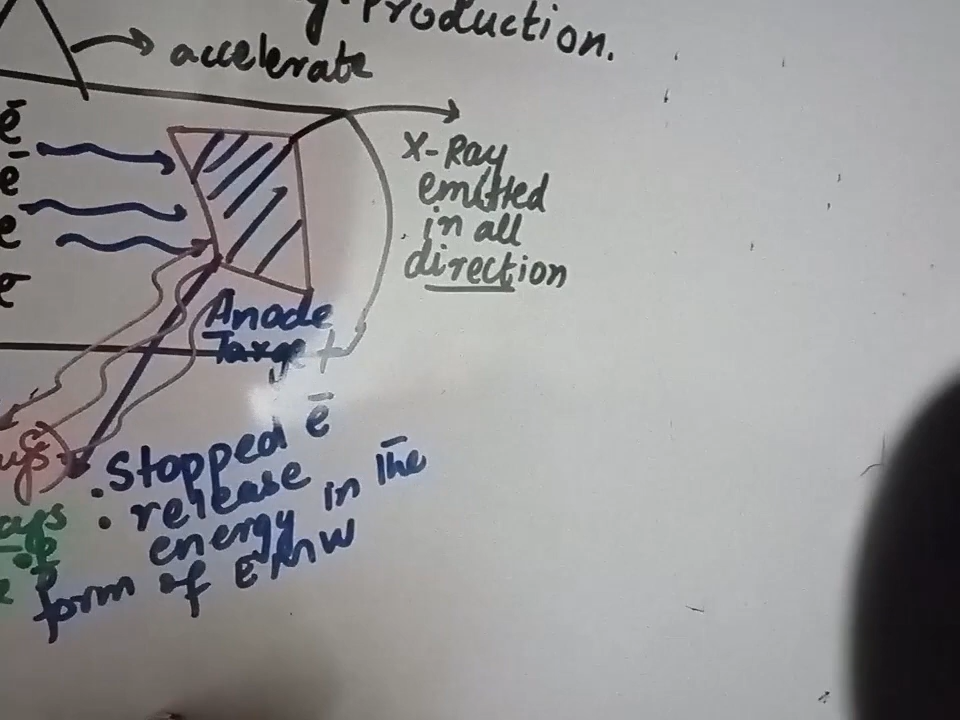 y. Production.
accelerate
ē
ē
e
e
X-Ray
emitted
in all
direction
Anode
Target
. Stopped ē
. release
energy in the
form of EMW